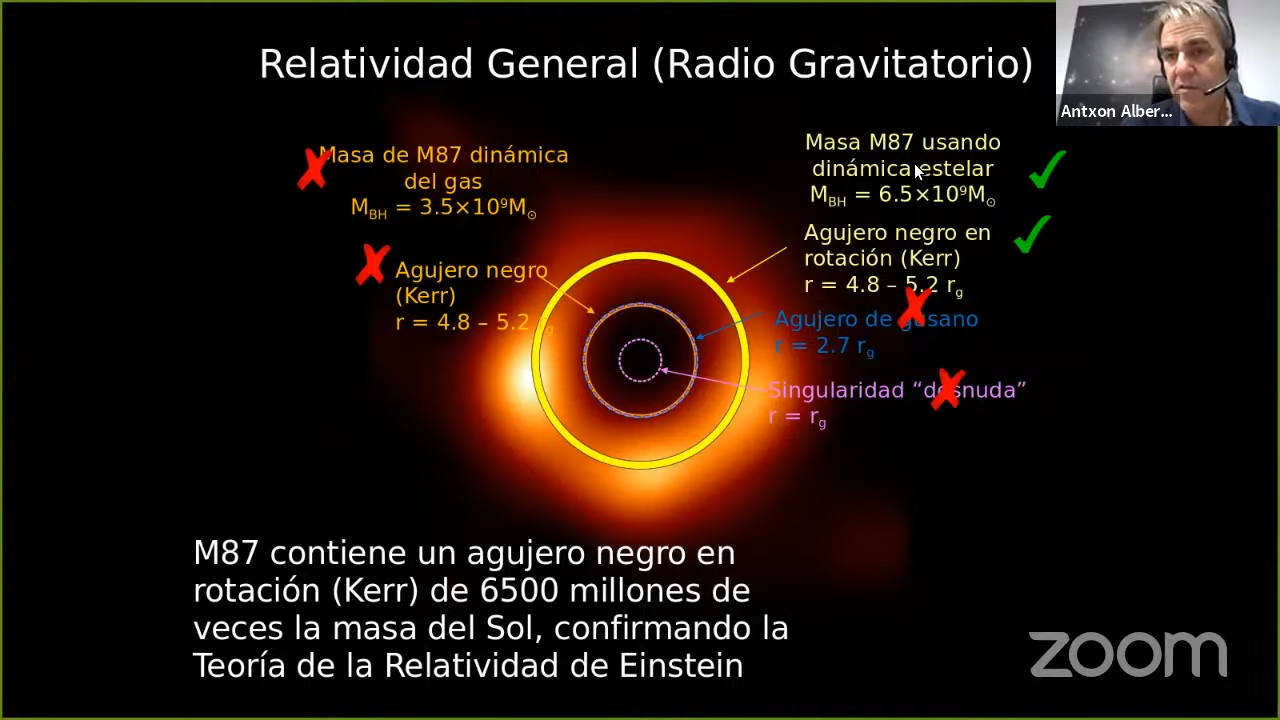 Relatividad General (Radio Gravitatorio)
Antxon Alber...
Masa de M87 dinámica
del gas
M_BH = 3.5×10⁹M_⊙
Agujero negro
(Kerr)
r = 4.8 – 5.2 r_g
Masa M87 usando
dinámica estelar
M_BH = 6.5×10⁹M_⊙
Agujero negro en
rotación (Kerr)
r = 4.8 – 5.2 r_g
Agujero de gusano
r = 2.7 r_g
Singularidad “desnuda”
r = r_g
M87 contiene un agujero negro en
rotación (Kerr) de 6500 millones de
veces la masa del Sol, confirmando la
Teoría de la Relatividad de Einstein
zoom